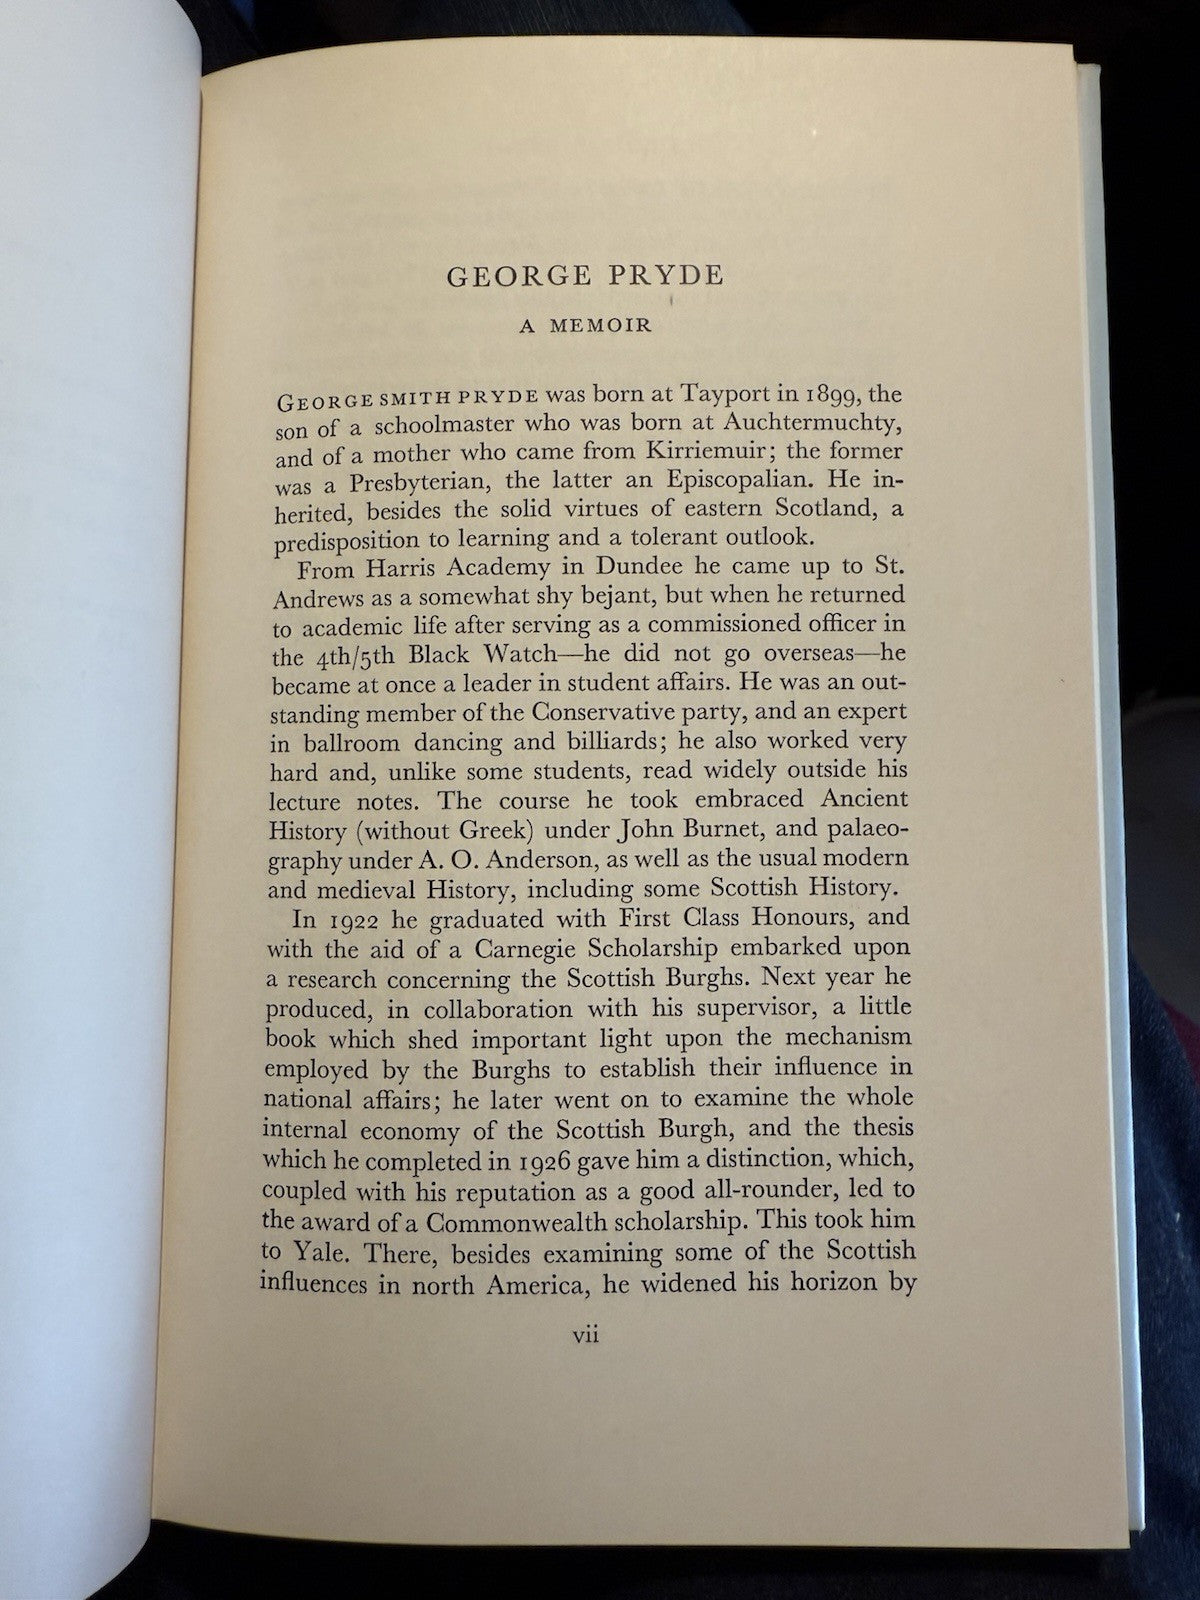 GEORGE PRYDE
A MEMOIR
GEORGE SMITH PRYDE was born at Tayport in 1899, the
son of a schoolmaster who was born at Auchtermuchty,
and of a mother who came from Kirriemuir; the former
was a Presbyterian, the latter an Episcopalian. He in-
herited, besides the solid virtues of eastern Scotland, a
predisposition to learning and a tolerant outlook.
From Harris Academy in Dundee he came up to St.
Andrews as a somewhat shy bejant, but when he returned
to academic life after serving as a commissioned officer in
the 4th/5th Black Watch—he did not go overseas—he
became at once a leader in student affairs. He was an out-
standing member of the Conservative party, and an expert
in ballroom dancing and billiards; he also worked very
hard and, unlike some students, read widely outside his
lecture notes. The course he took embraced Ancient
History (without Greek) under John Burnet, and palaeo-
graphy under A. O. Anderson, as well as the usual modern
and medieval History, including some Scottish History.
In 1922 he graduated with First Class Honours, and
with the aid of a Carnegie Scholarship embarked upon
a research concerning the Scottish Burghs. Next year he
produced, in collaboration with his supervisor, a little
book which shed important light upon the mechanism
employed by the Burghs to establish their influence in
national affairs; he later went on to examine the whole
internal economy of the Scottish Burgh, and the thesis
which he completed in 1926 gave him a distinction, which,
coupled with his reputation as a good all-rounder, led to
the award of a Commonwealth scholarship. This took him
to Yale. There, besides examining some of the Scottish
influences in north America, he widened his horizon by
vii